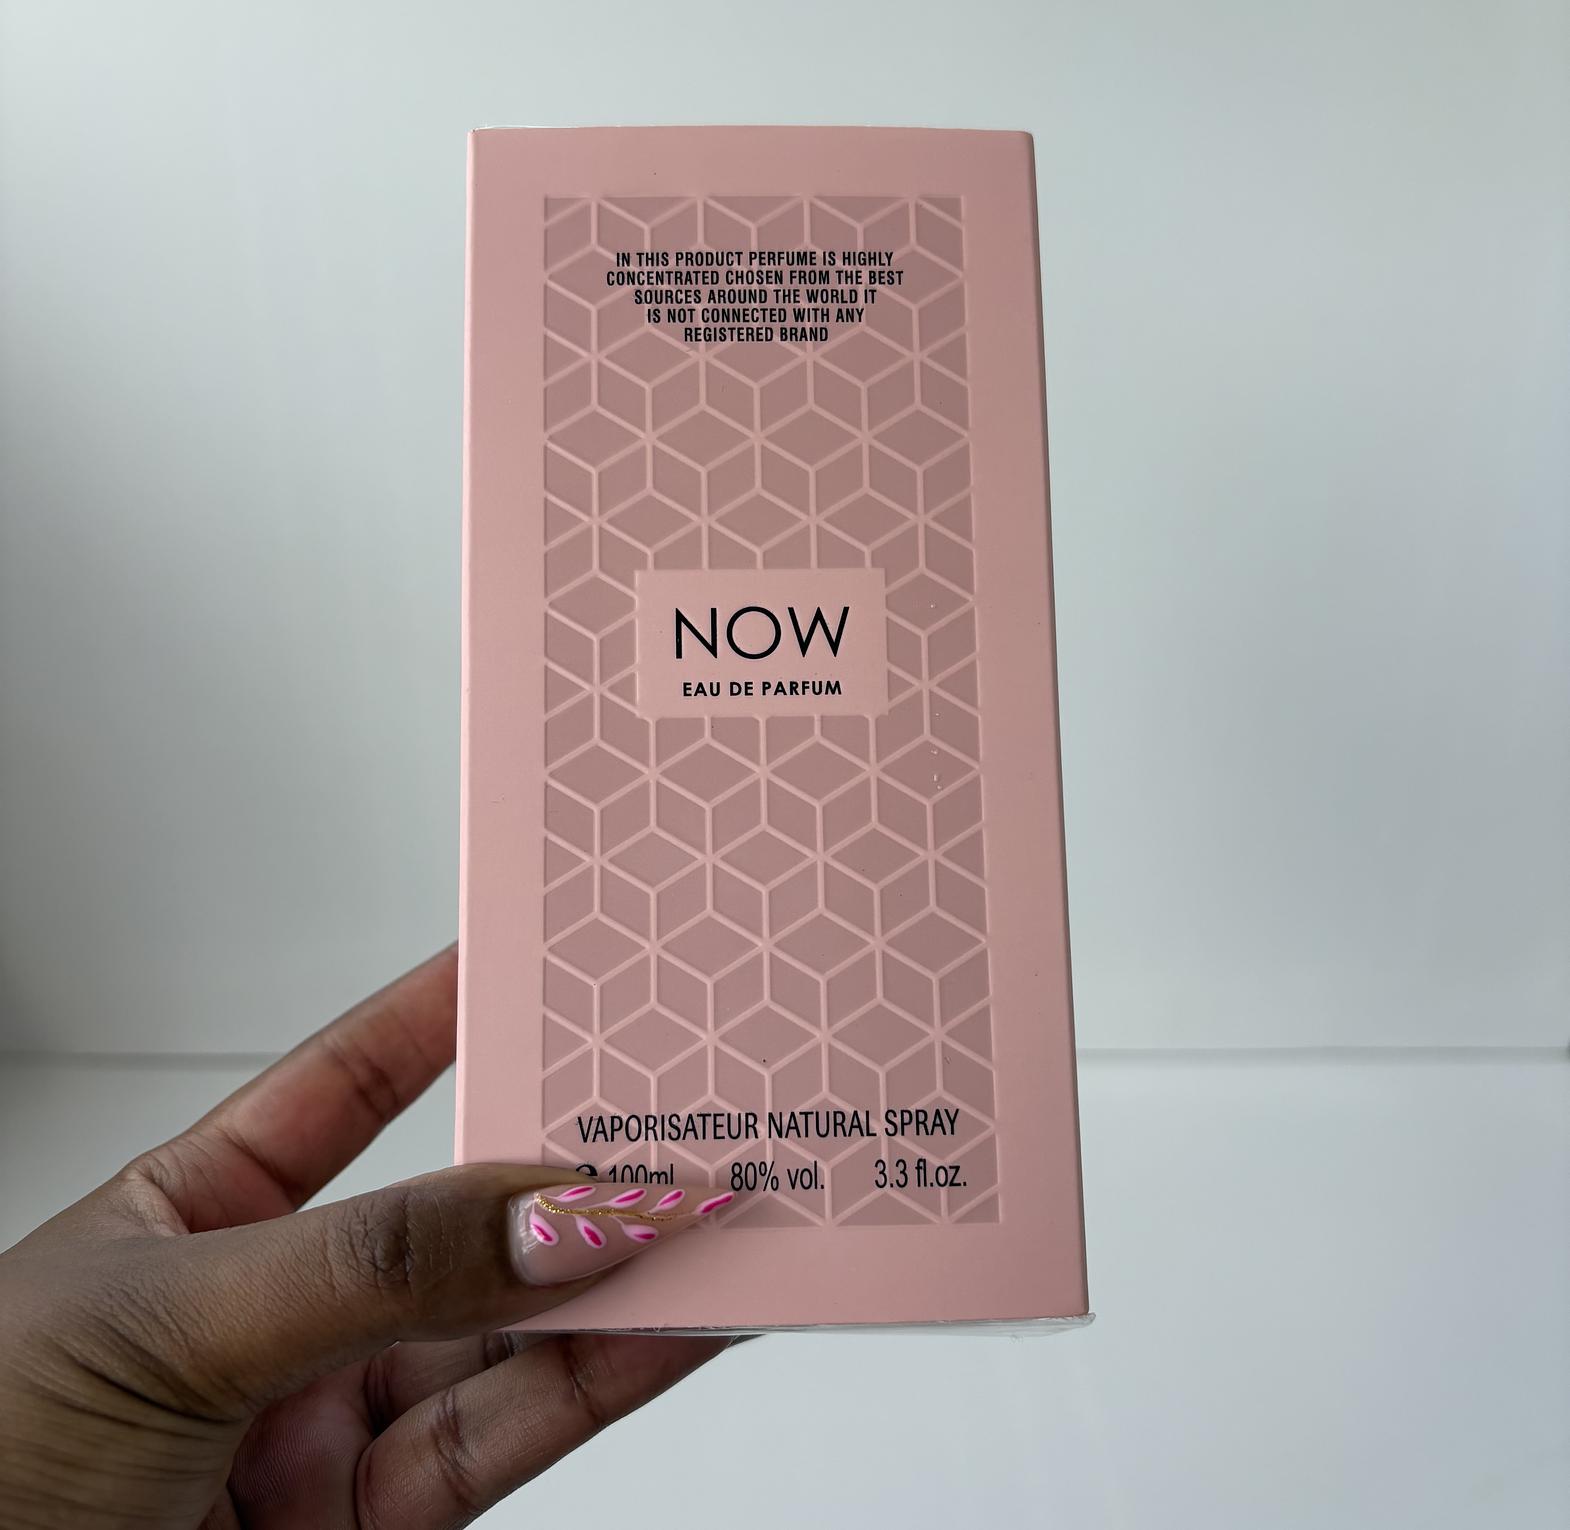 IN THIS PRODUCT PERFUME IS HIGHLY
CONCENTRATED CHOSEN FROM THE BEST
SOURCES AROUND THE WORLD IT
IS NOT CONNECTED WITH ANY
REGISTERED BRAND
NOW
EAU DE PARFUM
VAPORISATEUR NATURAL SPRAY
e 100ml 80% vol. 3.3 fl.oz.